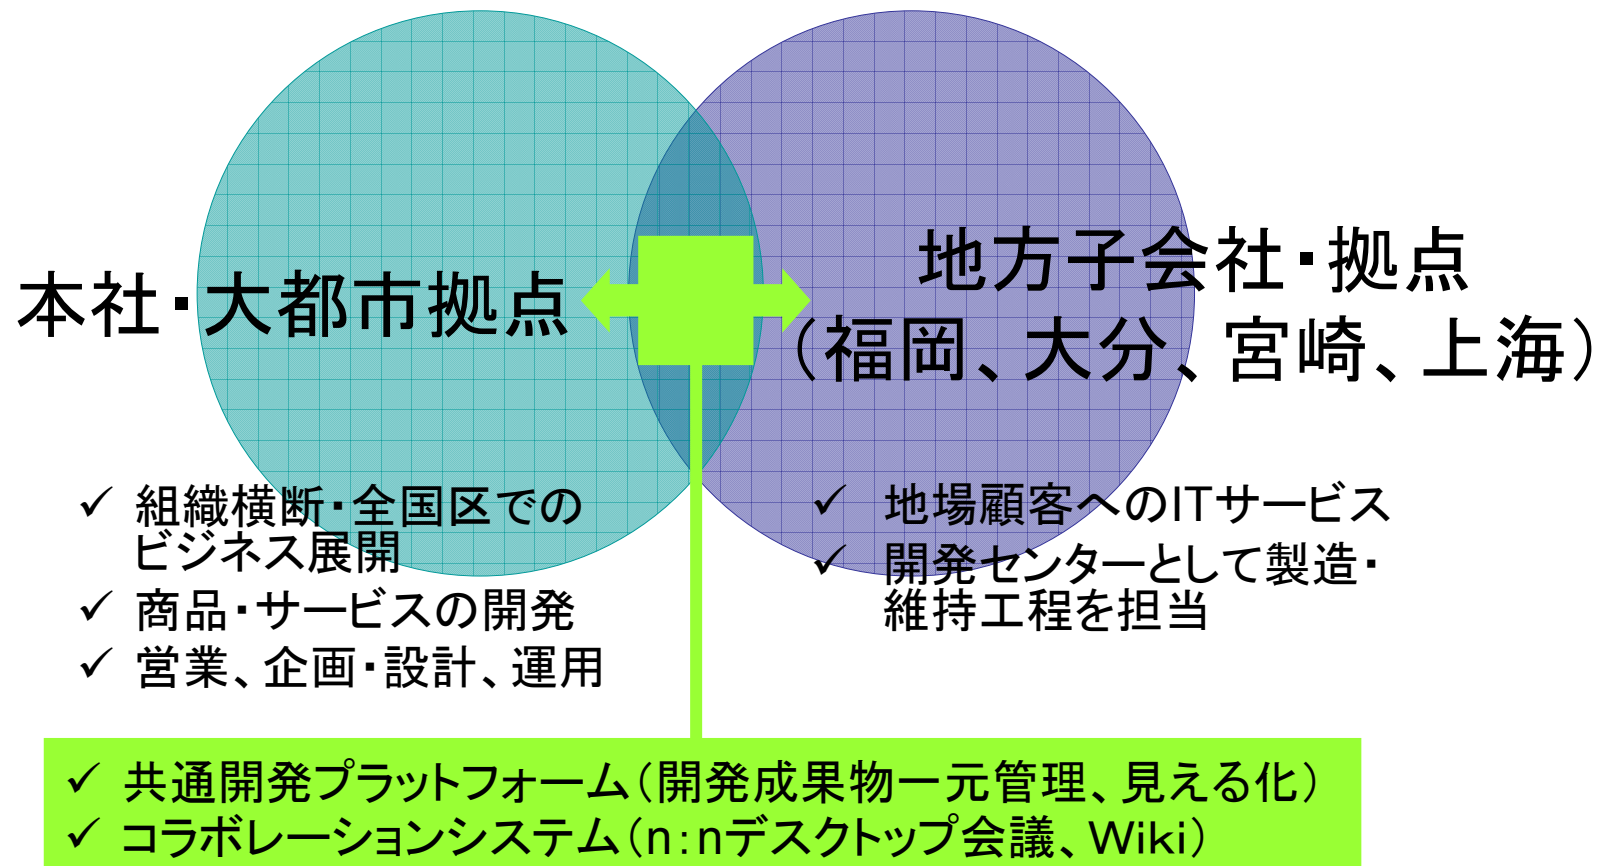 本社・大都市拠点
地方子会社・拠点
（福岡、大分、宮崎、上海）
✓ 組織横断・全国区での
ビジネス展開
✓ 商品・サービスの開発
✓ 営業、企画・設計、運用
✓ 地場顧客へのITサービス
✓ 開発センターとして製造・
維持工程を担当
✓ 共通開発プラットフォーム（開発成果物一元管理、見える化）
✓ コラボレーションシステム（n：nデスクトップ会議、Wiki）